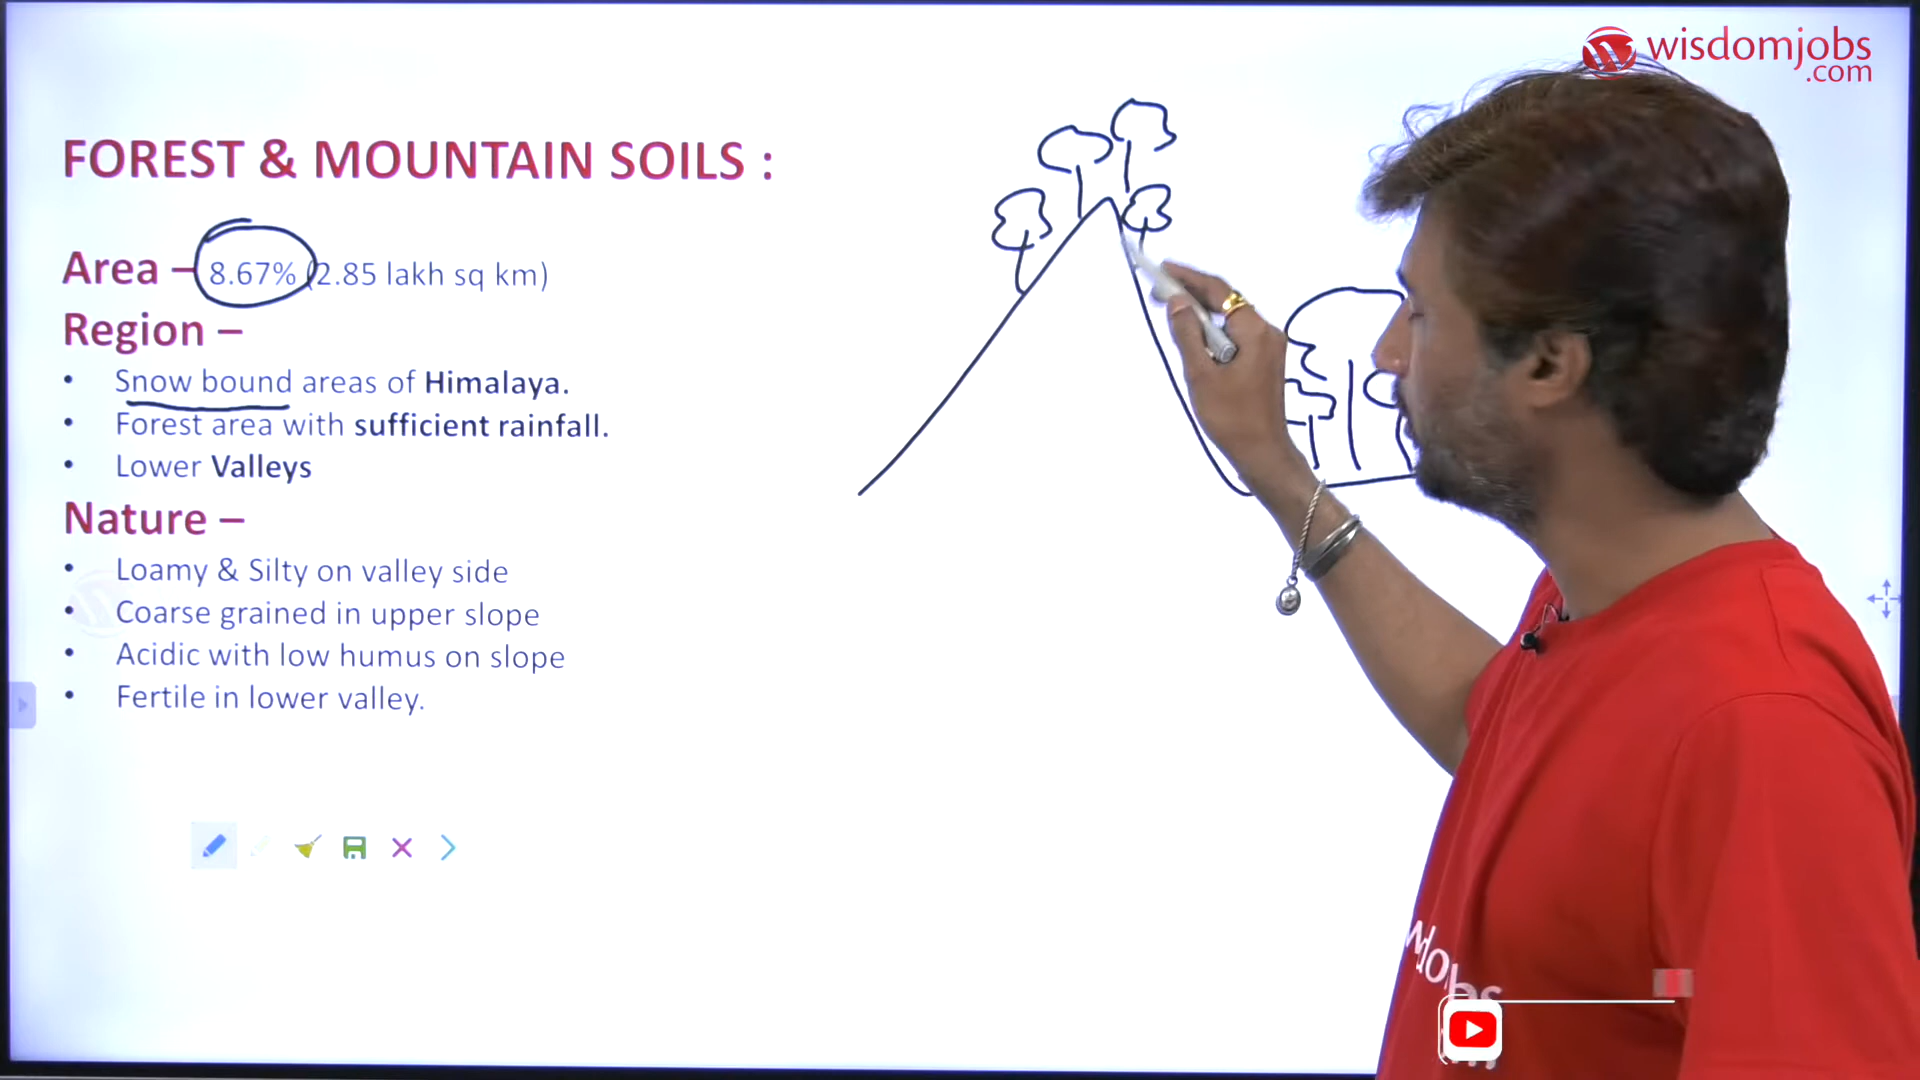 wisdomjobs
.com
FOREST & MOUNTAIN SOILS :
Area – 8.67% (2.85 lakh sq km)
Region –
• Snow bound areas of Himalaya.
• Forest area with sufficient rainfall.
• Lower Valleys
Nature –
• Loamy & Silty on valley side
• Coarse grained in upper slope
• Acidic with low humus on slope
• Fertile in lower valley.